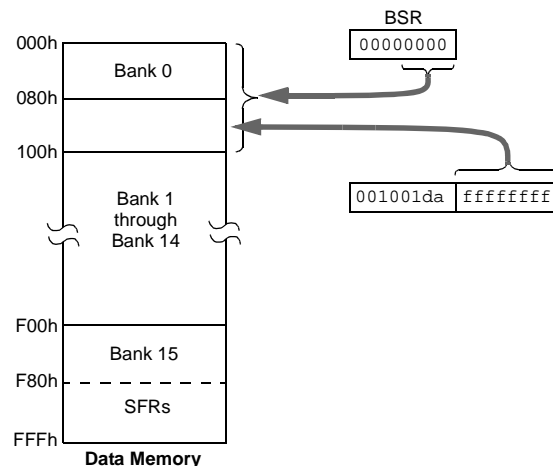 BSR
000h
00000000
Bank 0
080h
100h
001001da ffffffff
Bank 1
through
Bank 14
F00h
Bank 15
F80h
SFRs
FFFh
Data Memory